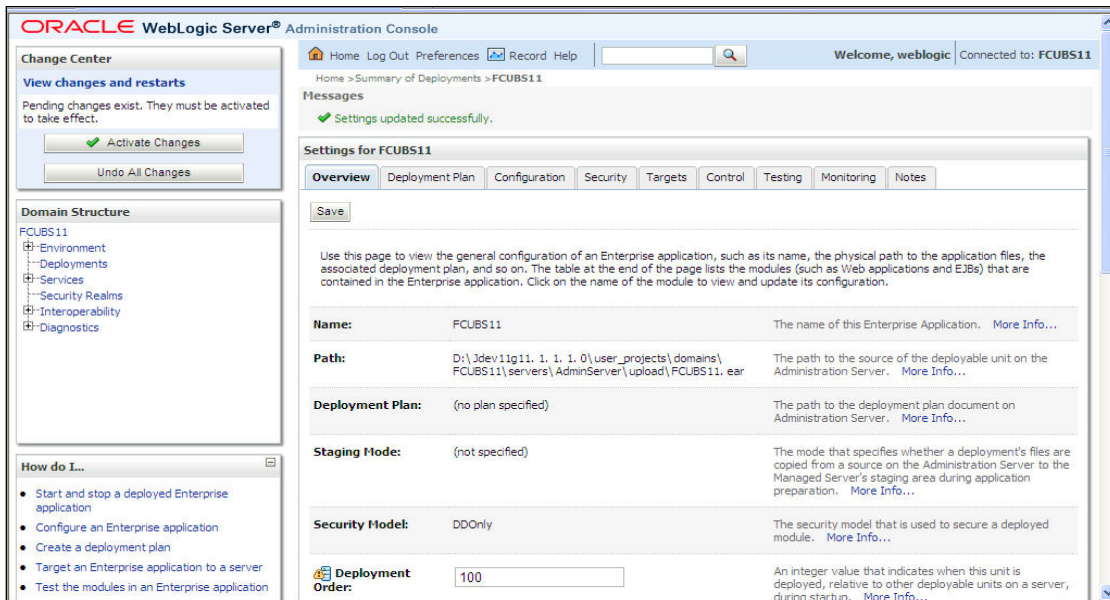 ORACLE WebLogic Server® Administration Console
Change Center
View changes and restarts
Pending changes exist. They must be activated
to take effect.
Activate Changes
Undo All Changes
Domain Structure
FCUBS11
Environment
Deployments
Services
Security Realms
Interoperability
Diagnostics
How do I...
Start and stop a deployed Enterprise
application
Configure an Enterprise application
Create a deployment plan
Target an Enterprise application to a server
Test the modules in an Enterprise application
Home Log Out Preferences Record Help
Welcome, weblogic Connected to: FCUBS11
Home >Summary of Deployments >FCUBS11
Messages
Settings updated successfully.
Settings for FCUBS11
Overview Deployment Plan Configuration Security Targets Control Testing Monitoring Notes
Save
Use this page to view the general configuration of an Enterprise application, such as its name, the physical path to the application files, the
associated deployment plan, and so on. The table at the end of the page lists the modules (such as Web applications and EJBs) that are
contained in the Enterprise application. Click on the name of the module to view and update its configuration.
Name: FCUBS11 The name of this Enterprise Application. More Info...
Path: D:\Jdev11g11. 1. 1. 1. 0\user_projects\domains\ The path to the source of the deployable unit on the
FCUBS11\servers\AdminServer\upload\FCUBS11. ear Administration Server. More Info...
Deployment Plan: (no plan specified) The path to the deployment plan document on
Administration Server. More Info...
Staging Mode: (not specified) The mode that specifies whether a deployment's files are
copied from a source on the Administration Server to the
Managed Server's staging area during application
preparation. More Info...
Security Model: DDOnly The security model that is used to secure a deployed
module. More Info...
Deployment 100 An integer value that indicates when this unit is
Order: deployed, relative to other deployable units on a server,
during startup. More Info...